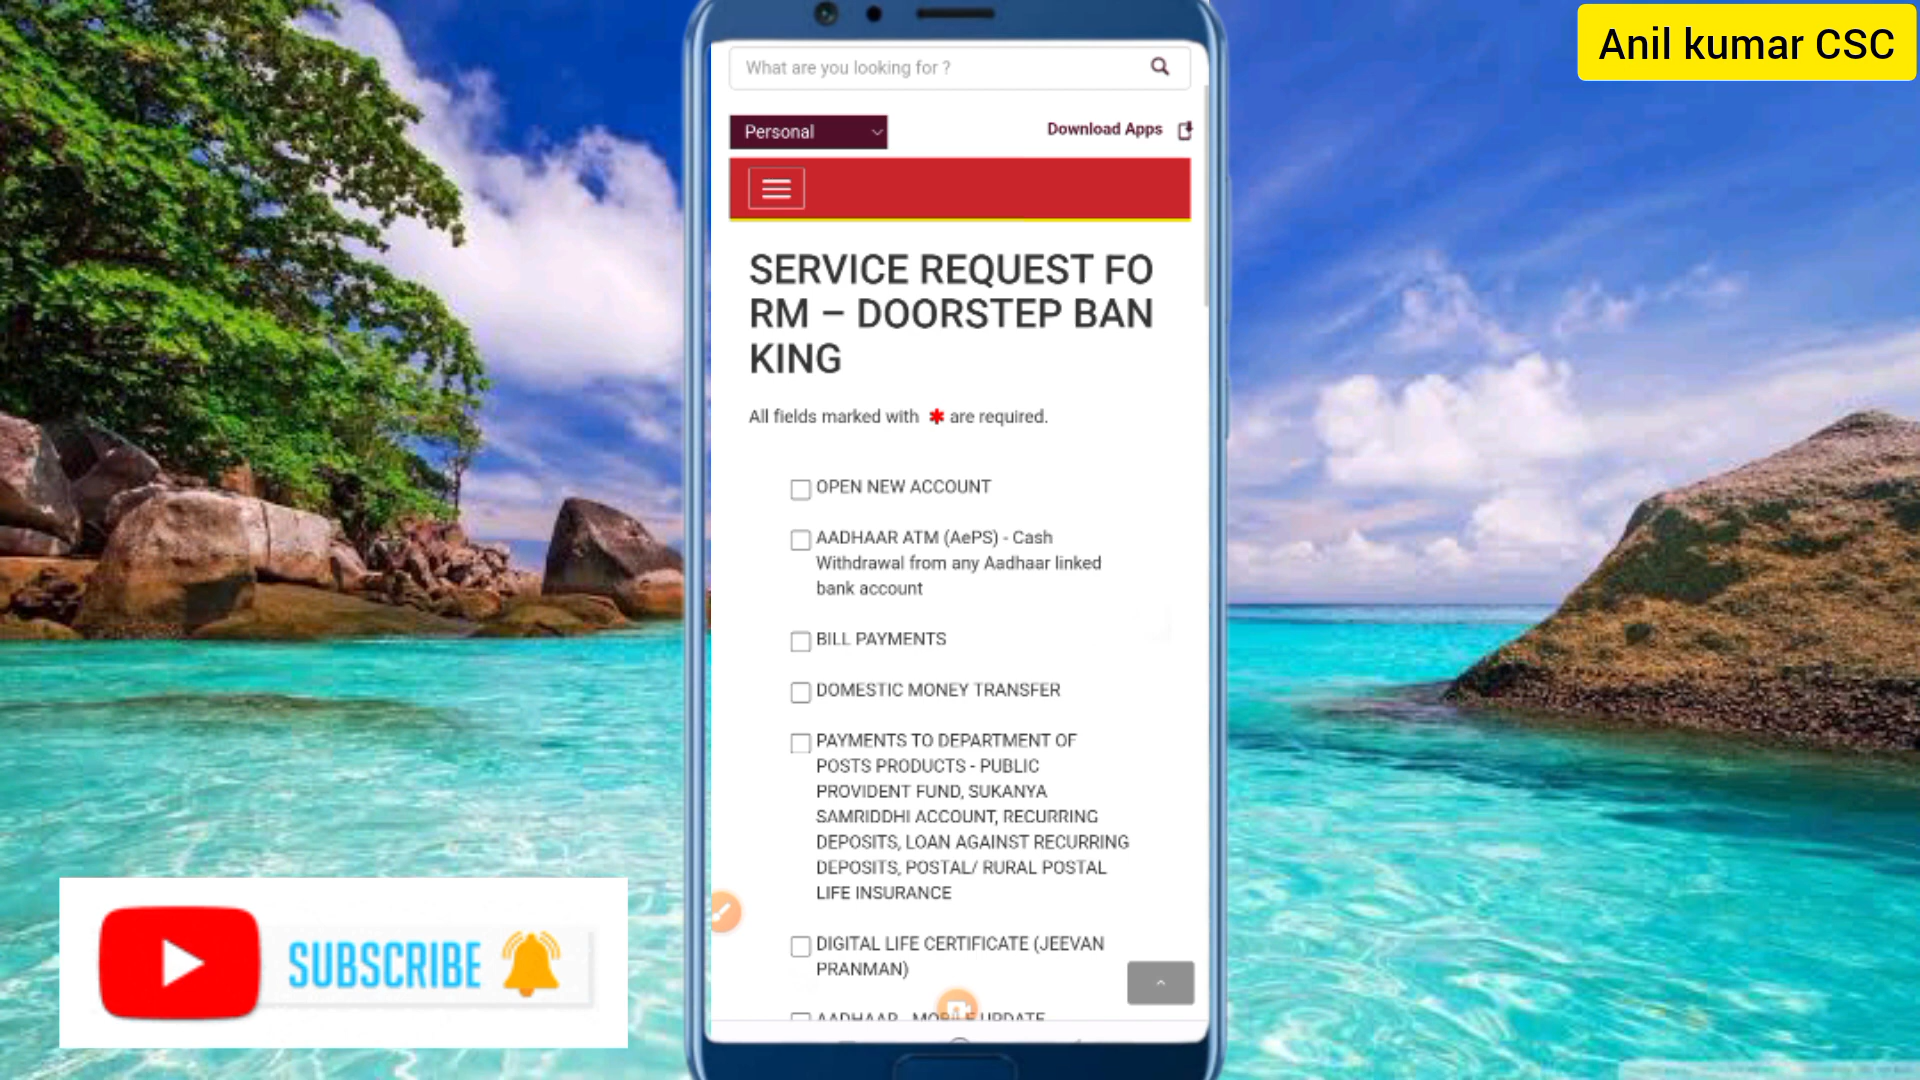 Anil kumar CSC
What are you looking for ?
Personal
Download Apps
SERVICE REQUEST FO
RM – DOORSTEP BAN
KING
All fields marked with * are required.
OPEN NEW ACCOUNT
AADHAAR ATM (AePS) - Cash
Withdrawal from any Aadhaar linked
bank account
BILL PAYMENTS
DOMESTIC MONEY TRANSFER
PAYMENTS TO DEPARTMENT OF
POSTS PRODUCTS - PUBLIC
PROVIDENT FUND, SUKANYA
SAMRIDDHI ACCOUNT, RECURRING
DEPOSITS, LOAN AGAINST RECURRING
DEPOSITS, POSTAL/ RURAL POSTAL
LIFE INSURANCE
DIGITAL LIFE CERTIFICATE (JEEVAN
PRANMAN)
AADHAAR - MOBILE UPDATE
SUBSCRIBE